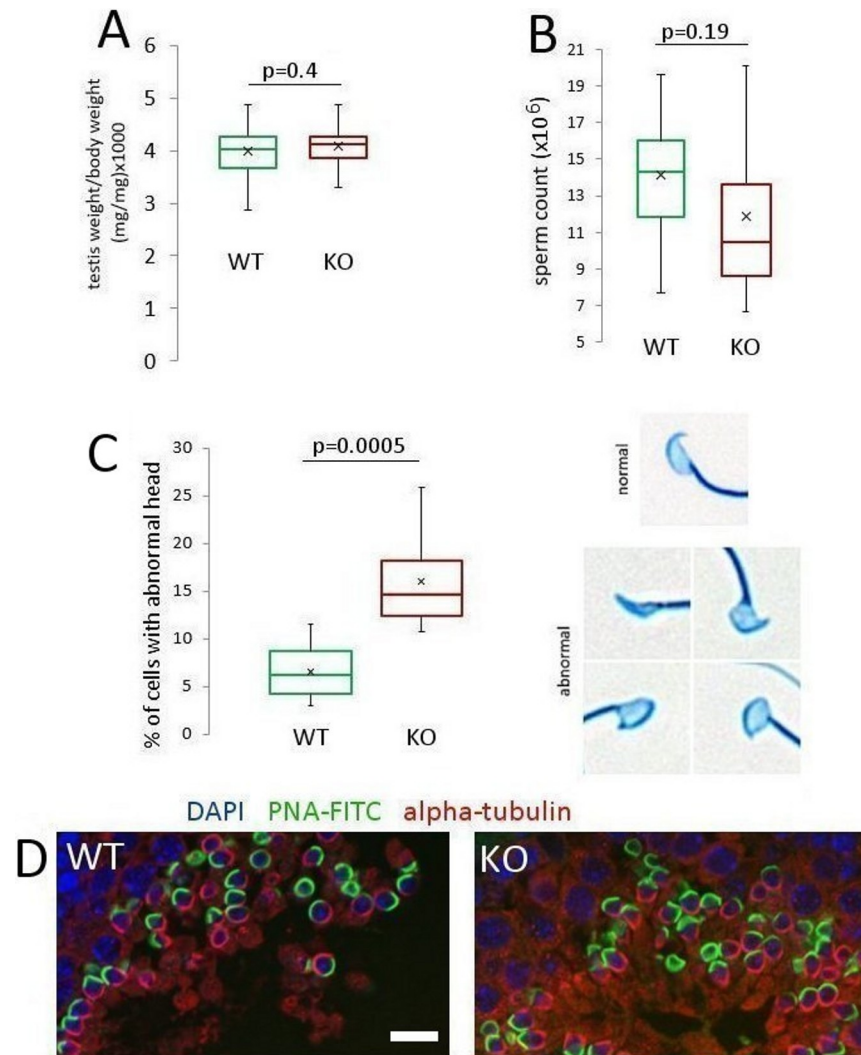 A
testis weight/body weight
(mg/mg)x1000
6
5
4
3
2
1
0
p=0.4
WT
KO
B
sperm count (x10⁶)
21
19
17
15
13
11
9
7
5
p=0.19
WT
KO
C
% of cells with abnormal head
30
25
20
15
10
5
0
p=0.0005
WT
KO
normal
abnormal
DAPI PNA-FITC alpha-tubulin
D
WT
KO